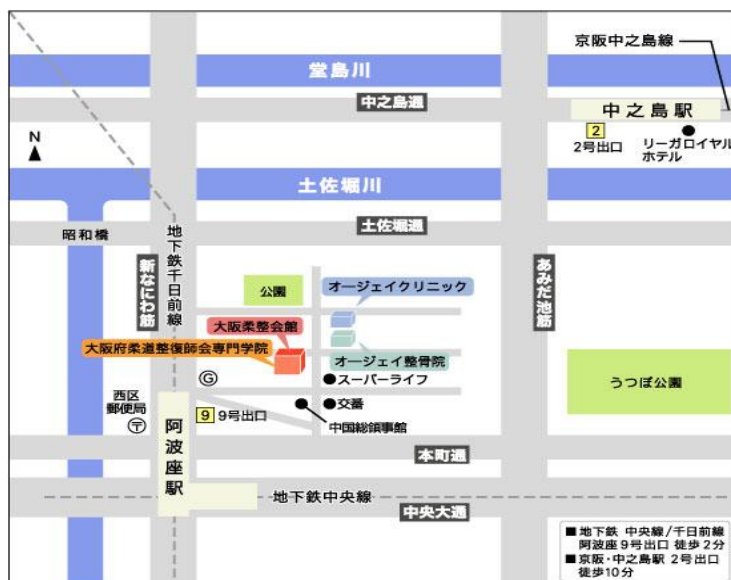 京阪中之島線
堂島川
中之島通
中之島駅
N
2
2号出口
リーガロイヤル
ホテル
土佐堀川
昭和橋
土佐堀通
地下鉄千日前線
新なにわ筋
あみだ池筋
公園
オージェイクリニック
大阪柔整会館
大阪府柔道整復師会専門学院
オージェイ整骨院
うつぼ公園
G
スーパーライフ
西区
郵便局
〒
9
9号出口
交番
中国総領事館
阿波座駅
本町通
地下鉄中央線
中央大通
■地下鉄 中央線/千日前線
阿波座9号出口 徒歩2分
■京阪・中之島駅 2号出口
徒歩10分